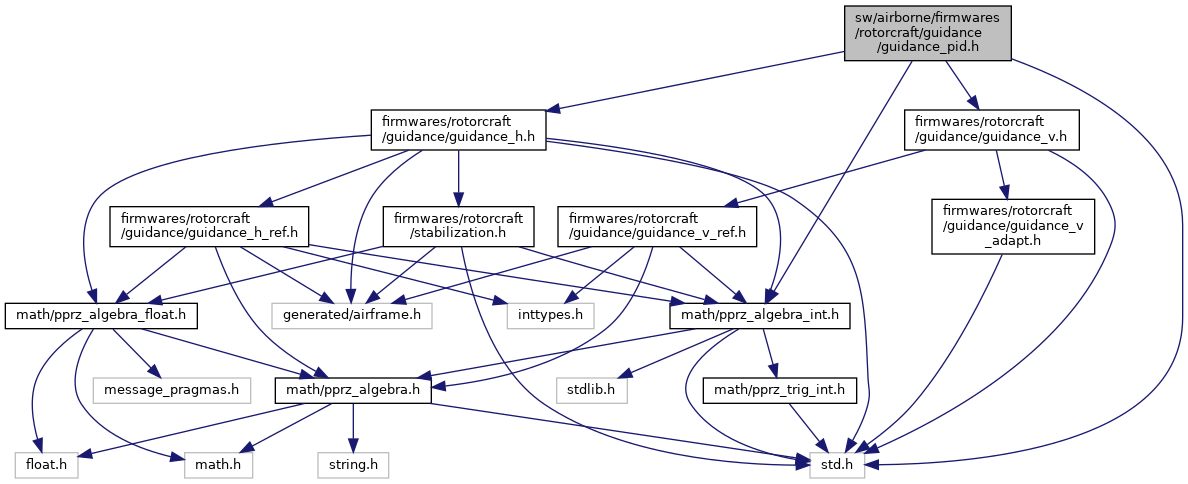 sw/airborne/firmwares
/rotorcraft/guidance
/guidance_pid.h
firmwares/rotorcraft
/guidance/guidance_h.h
firmwares/rotorcraft
/guidance/guidance_v.h
firmwares/rotorcraft
/guidance/guidance_h_ref.h
firmwares/rotorcraft
/stabilization.h
firmwares/rotorcraft
/guidance/guidance_v_ref.h
firmwares/rotorcraft
/guidance/guidance_v
_adapt.h
math/pprz_algebra_float.h
generated/airframe.h
inttypes.h
math/pprz_algebra_int.h
message_pragmas.h
math/pprz_algebra.h
stdlib.h
math/pprz_trig_int.h
float.h
math.h
string.h
std.h